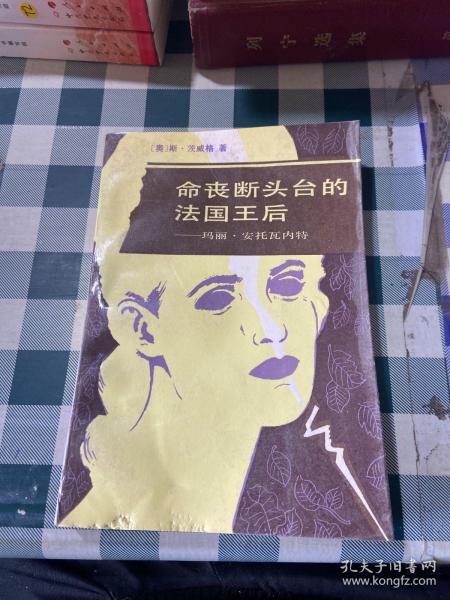 列宁选集
[奥]斯·茨威格 著
命丧断头台的
法国王后
——玛丽·安托瓦内特
孔夫子旧书网
www.kongfz.com